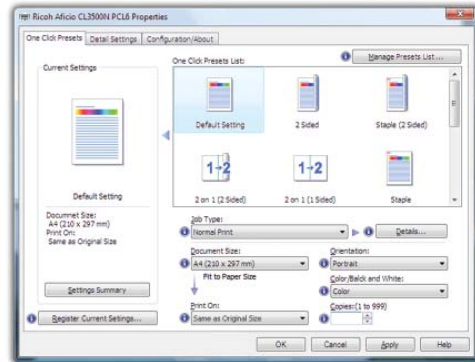 Ricoh Aficio CL3500N PCL6 Properties
One Click Presets Detail Settings Configuration/About
Current Settings
One Click Presets List:
Manage Presets List ...
Default Setting
2 Sided
Staple (2 Sided)
1→2
1→2
Default Setting
2 on 1 (2 Sided)
2 on 1 (1 Sided)
Staple
Documnet Size:
A4 (210 x 297 mm)
Print On:
Same as Original Size
Job Type:
Normal Print
Details...
Document Size:
Orientation:
A4 (210 x 297 mm)
Portrait
Fit to Paper Size
Color/Balck and White:
Color
Settings Summary
Print On:
Copies:(1 to 999)
Register Current Settings...
Same as Original Size
OK Cancel Apply Help